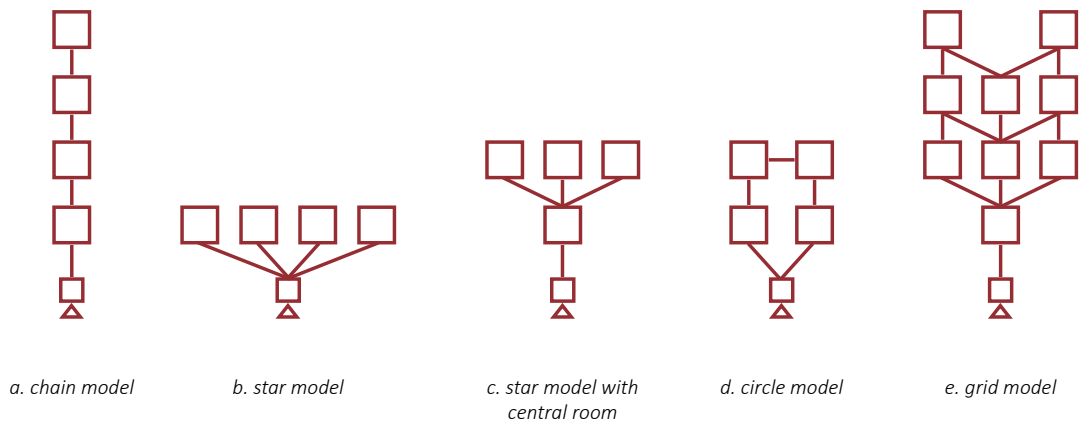 a. chain model
b. star model
c. star model with
central room
d. circle model
e. grid model